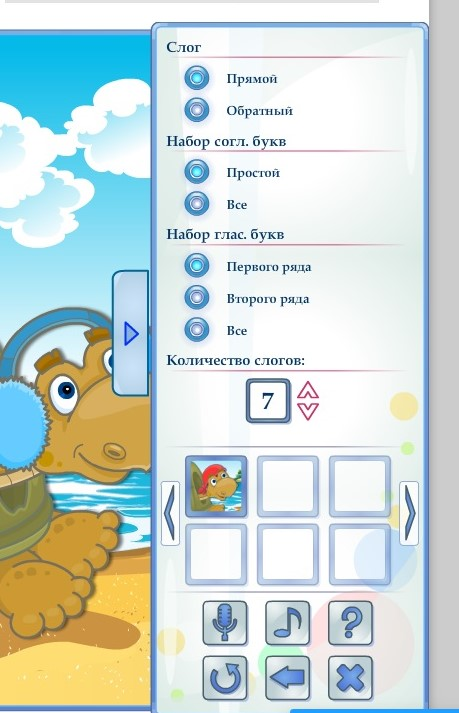 Слог
Прямой
Обратный
Набор согл. букв
Простой
Все
Набор глас. букв
Первого ряда
Второго ряда
Все
Количество слогов:
7
?